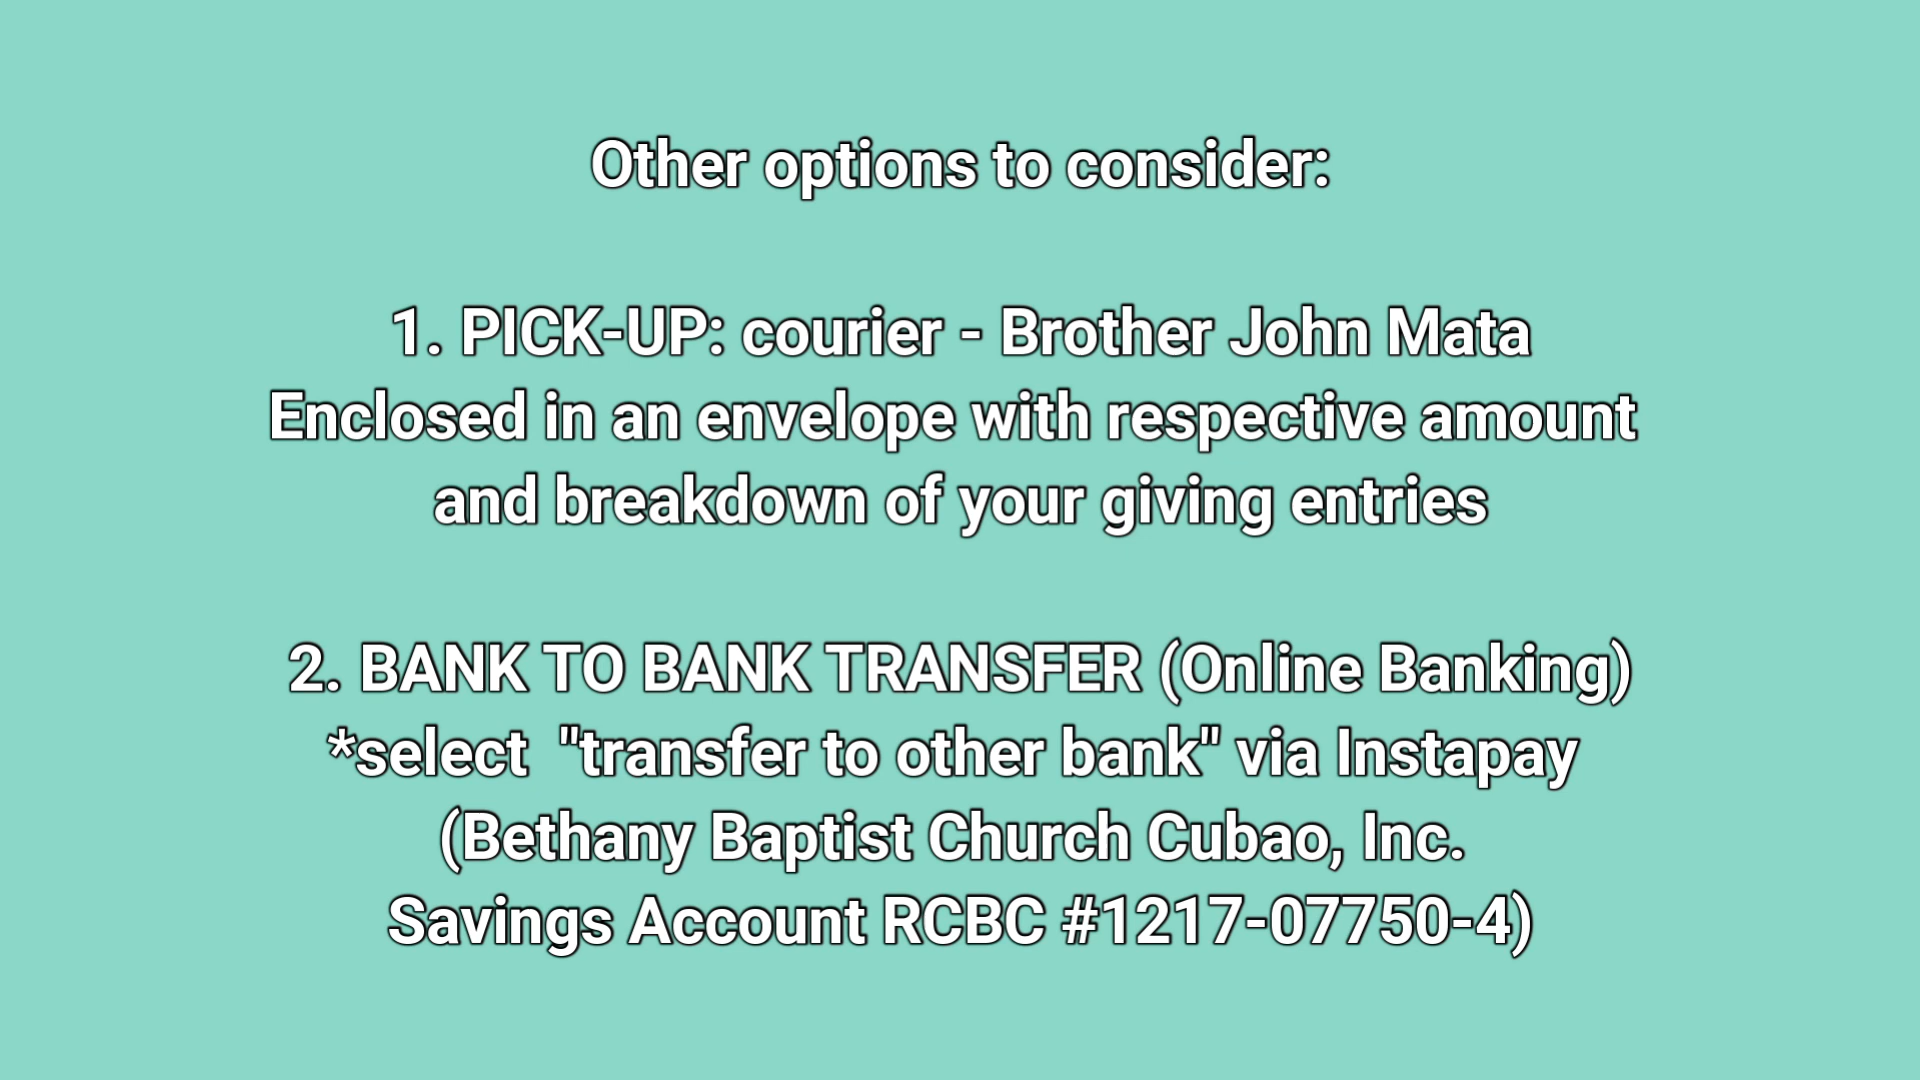 Other options to consider:
1. PICK-UP: courier - Brother John Mata
Enclosed in an envelope with respective amount
and breakdown of your giving entries
2. BANK TO BANK TRANSFER (Online Banking)
*select  "transfer to other bank" via Instapay
(Bethany Baptist Church Cubao, Inc.
Savings Account RCBC #1217-07750-4)